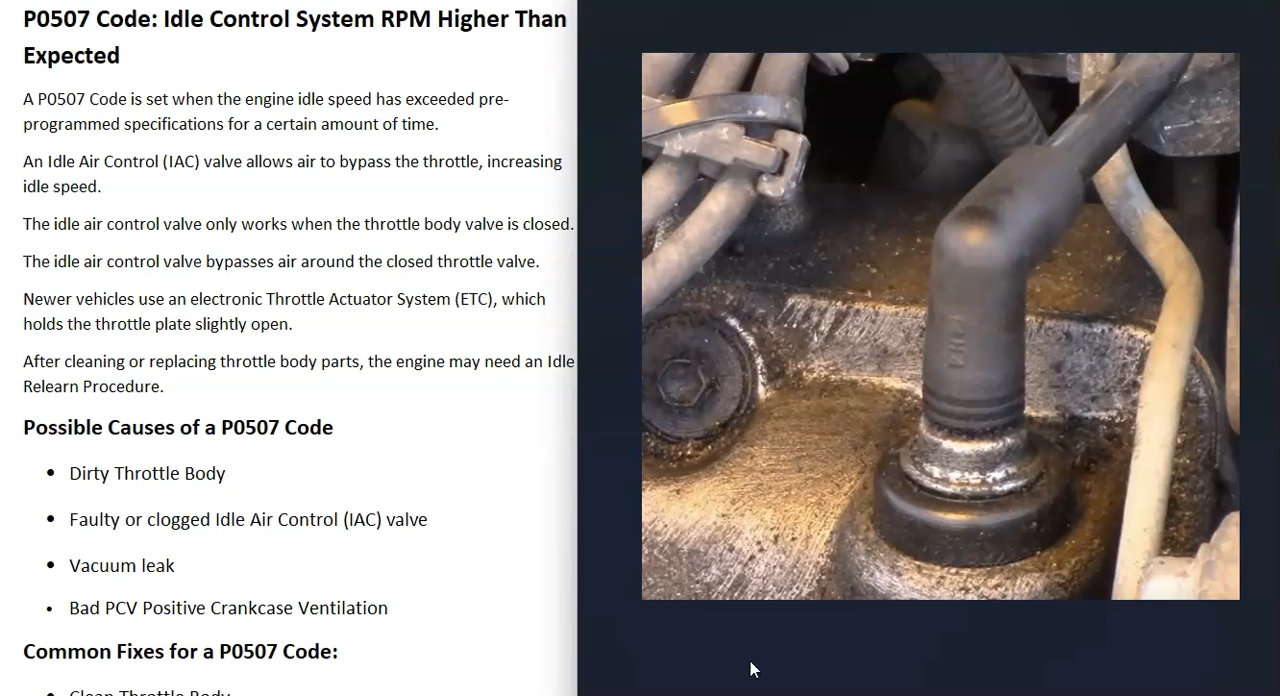 P0507 Code: Idle Control System RPM Higher Than
Expected
A P0507 Code is set when the engine idle speed has exceeded pre-
programmed specifications for a certain amount of time.
An Idle Air Control (IAC) valve allows air to bypass the throttle, increasing
idle speed.
The idle air control valve only works when the throttle body valve is closed.
The idle air control valve bypasses air around the closed throttle valve.
Newer vehicles use an electronic Throttle Actuator System (ETC), which
holds the throttle plate slightly open.
After cleaning or replacing throttle body parts, the engine may need an Idle
Relearn Procedure.
Possible Causes of a P0507 Code
• Dirty Throttle Body
• Faulty or clogged Idle Air Control (IAC) valve
• Vacuum leak
• Bad PCV Positive Crankcase Ventilation
Common Fixes for a P0507 Code:
• Clean Throttle Body